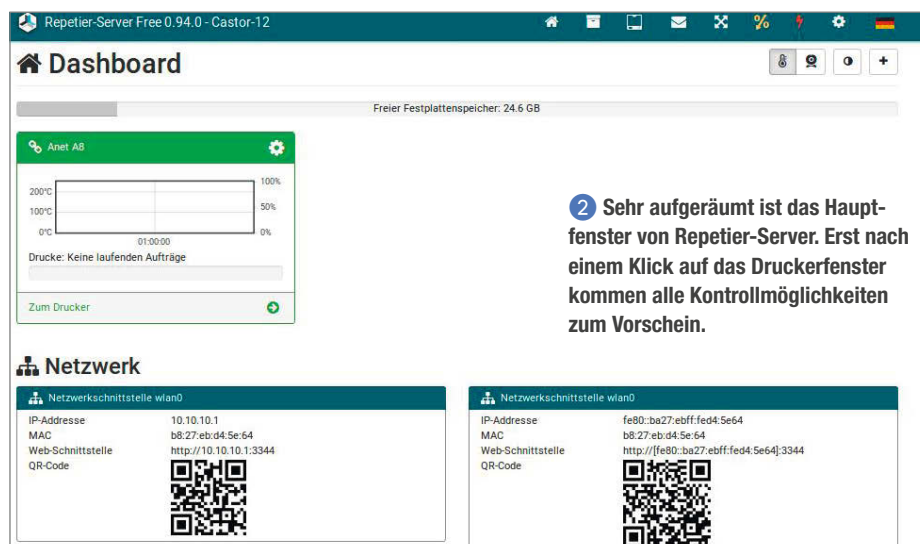 Repetier-Server Free 0.94.0 - Castor-12
Dashboard
Freier Festplattenspeicher: 24.6 GB
Anet A8
200°C
100°C
0°C
100%
50%
0%
01:00:00
Drucke: Keine laufenden Aufträge
Zum Drucker
2 Sehr aufgeräumt ist das Haupt-
fenster von Repetier-Server. Erst nach
einem Klick auf das Druckerfenster
kommen alle Kontrollmöglichkeiten
zum Vorschein.
Netzwerk
Netzwerkschnittstelle wlan0
IP-Addresse 10.10.10.1
MAC b8:27:eb:d4:5e:64
Web-Schnittstelle http://10.10.10.1:3344
QR-Code
Netzwerkschnittstelle wlan0
IP-Addresse fe80::ba27:ebff:fed4:5e64
MAC b8:27:eb:d4:5e:64
Web-Schnittstelle http://[fe80::ba27:ebff:fed4:5e64]:3344
QR-Code